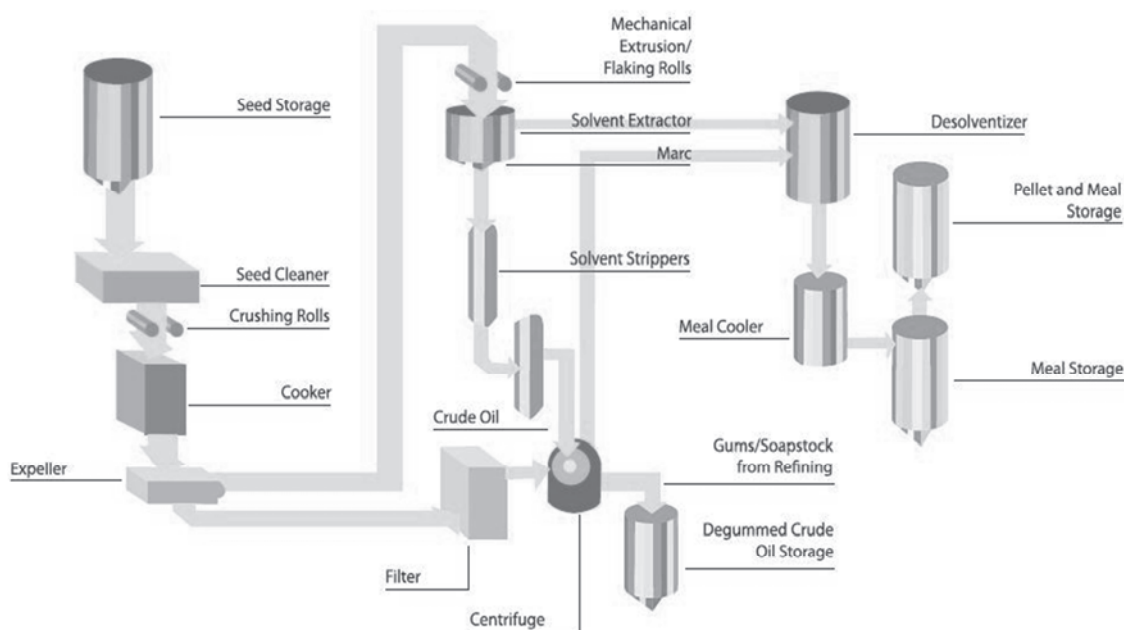 Mechanical
Extrusion/
Flaking Rolls
Seed Storage
Solvent Extractor
Desolventizer
Marc
Pellet and Meal
Storage
Solvent Strippers
Seed Cleaner
Crushing Rolls
Meal Cooler
Meal Storage
Cooker
Crude Oil
Gums/Soapstock
from Refining
Expeller
Degummed Crude
Oil Storage
Filter
Centrifuge